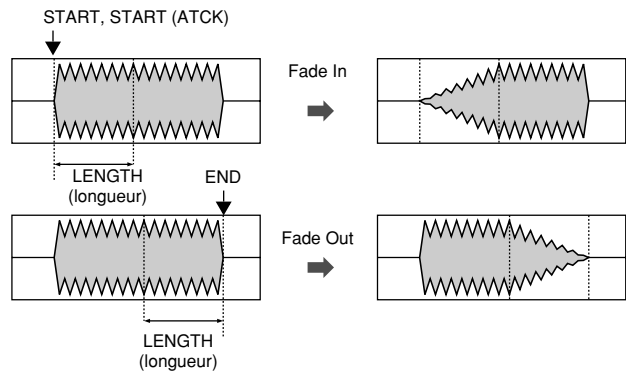 START, START (ATCK)
Fade In
LENGTH
(longueur)
END
Fade Out
LENGTH
(longueur)